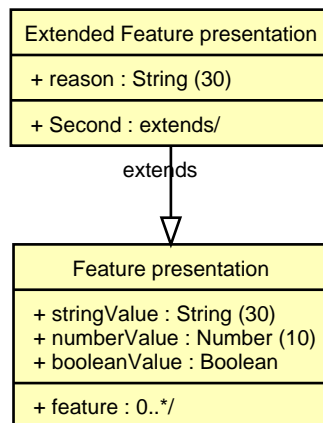 Extended Feature presentation
+ reason : String (30)
+ Second : extends/
extends
Feature presentation
+ stringValue : String (30)
+ numberValue : Number (10)
+ booleanValue : Boolean
+ feature : 0..*/